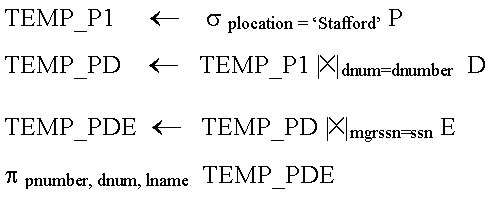 TEMP_P1 ← σ plocation = ‘Stafford’ P
TEMP_PD ← TEMP_P1 |X|dnum=dnumber D
TEMP_PDE ← TEMP_PD |X|mgrssn=ssn E
π pnumber, dnum, lname TEMP_PDE